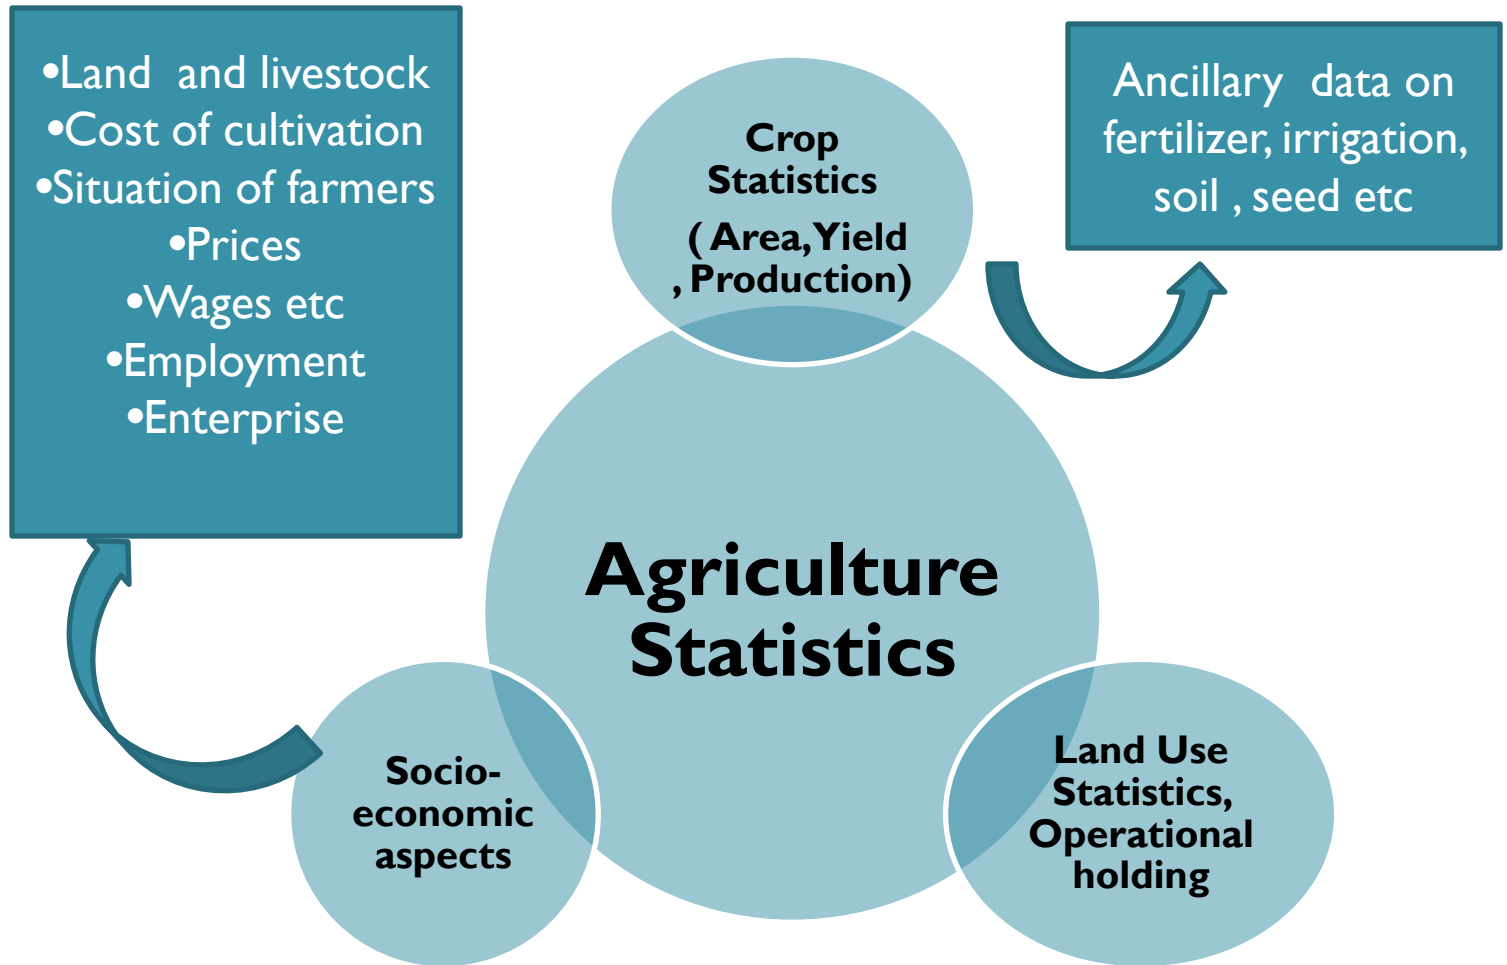 •Land and livestock
•Cost of cultivation
•Situation of farmers
•Prices
•Wages etc
•Employment
•Enterprise
Crop
Statistics
( Area, Yield
, Production)
Ancillary data on
fertilizer, irrigation,
soil , seed etc
Agriculture
Statistics
Socio-
economic
aspects
Land Use
Statistics,
Operational
holding